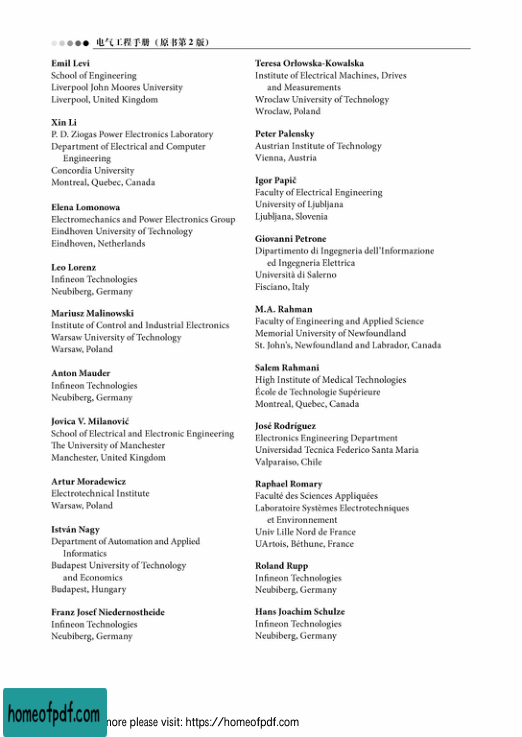 电气工程手册（原书第2版）
Emil Levi
School of Engineering
Liverpool John Moores University
Liverpool, United Kingdom
Xin Li
P. D. Ziogas Power Electronics Laboratory
Department of Electrical and Computer
Engineering
Concordia University
Montreal, Quebec, Canada
Elena Lomonowa
Electromechanics and Power Electronics Group
Eindhoven University of Technology
Eindhoven, Netherlands
Leo Lorenz
Infineon Technologies
Neubiberg, Germany
Mariusz Malinowski
Institute of Control and Industrial Electronics
Warsaw University of Technology
Warsaw, Poland
Anton Mauder
Infineon Technologies
Neubiberg, Germany
Jovica V. Milanović
School of Electrical and Electronic Engineering
The University of Manchester
Manchester, United Kingdom
Artur Moradewicz
Electrotechnical Institute
Warsaw, Poland
István Nagy
Department of Automation and Applied
Informatics
Budapest University of Technology
and Economics
Budapest, Hungary
Franz Josef Niedernostheide
Infineon Technologies
Neubiberg, Germany
Teresa Orłowska-Kowalska
Institute of Electrical Machines, Drives
and Measurements
Wroclaw University of Technology
Wroclaw, Poland
Peter Palensky
Austrian Institute of Technology
Vienna, Austria
Igor Papič
Faculty of Electrical Engineering
University of Ljubljana
Ljubljana, Slovenia
Giovanni Petrone
Dipartimento di Ingegneria dell'Informazione
ed Ingegneria Elettrica
Università di Salerno
Fisciano, Italy
M.A. Rahman
Faculty of Engineering and Applied Science
Memorial University of Newfoundland
St. John's, Newfoundland and Labrador, Canada
Salem Rahmani
High Institute of Medical Technologies
École de Technologie Supérieure
Montreal, Quebec, Canada
José Rodríguez
Electronics Engineering Department
Universidad Tecnica Federico Santa Maria
Valparaiso, Chile
Raphael Romary
Faculté des Sciences Appliquées
Laboratoire Systèmes Electrotechniques
et Environnement
Univ Lille Nord de France
UArtois, Béthune, France
Roland Rupp
Infineon Technologies
Neubiberg, Germany
Hans Joachim Schulze
Infineon Technologies
Neubiberg, Germany
homeofpdf.com
more please visit: https://homeofpdf.com